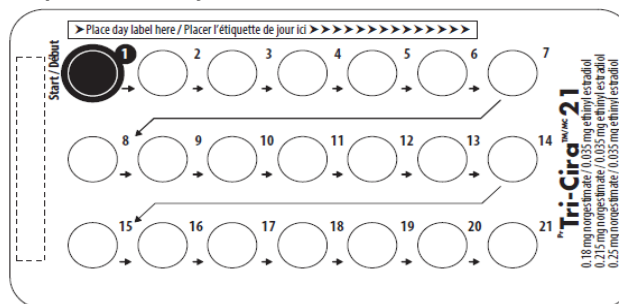 ➤ Place day label here / Placer l'étiquette de jour ici ➤➤➤➤➤➤➤➤➤➤➤➤➤➤
Start / Début
1 2 3 4 5 6 7
8 9 10 11 12 13 14
15 16 17 18 19 20 21
Pr Tri-Cira TM/MC 21
0.18 mg norgestimate / 0.035 mg ethinyl estradiol
0.215 mg norgestimate / 0.035 mg ethinyl estradiol
0.25 mg norgestimate / 0.035 mg ethinyl estradiol